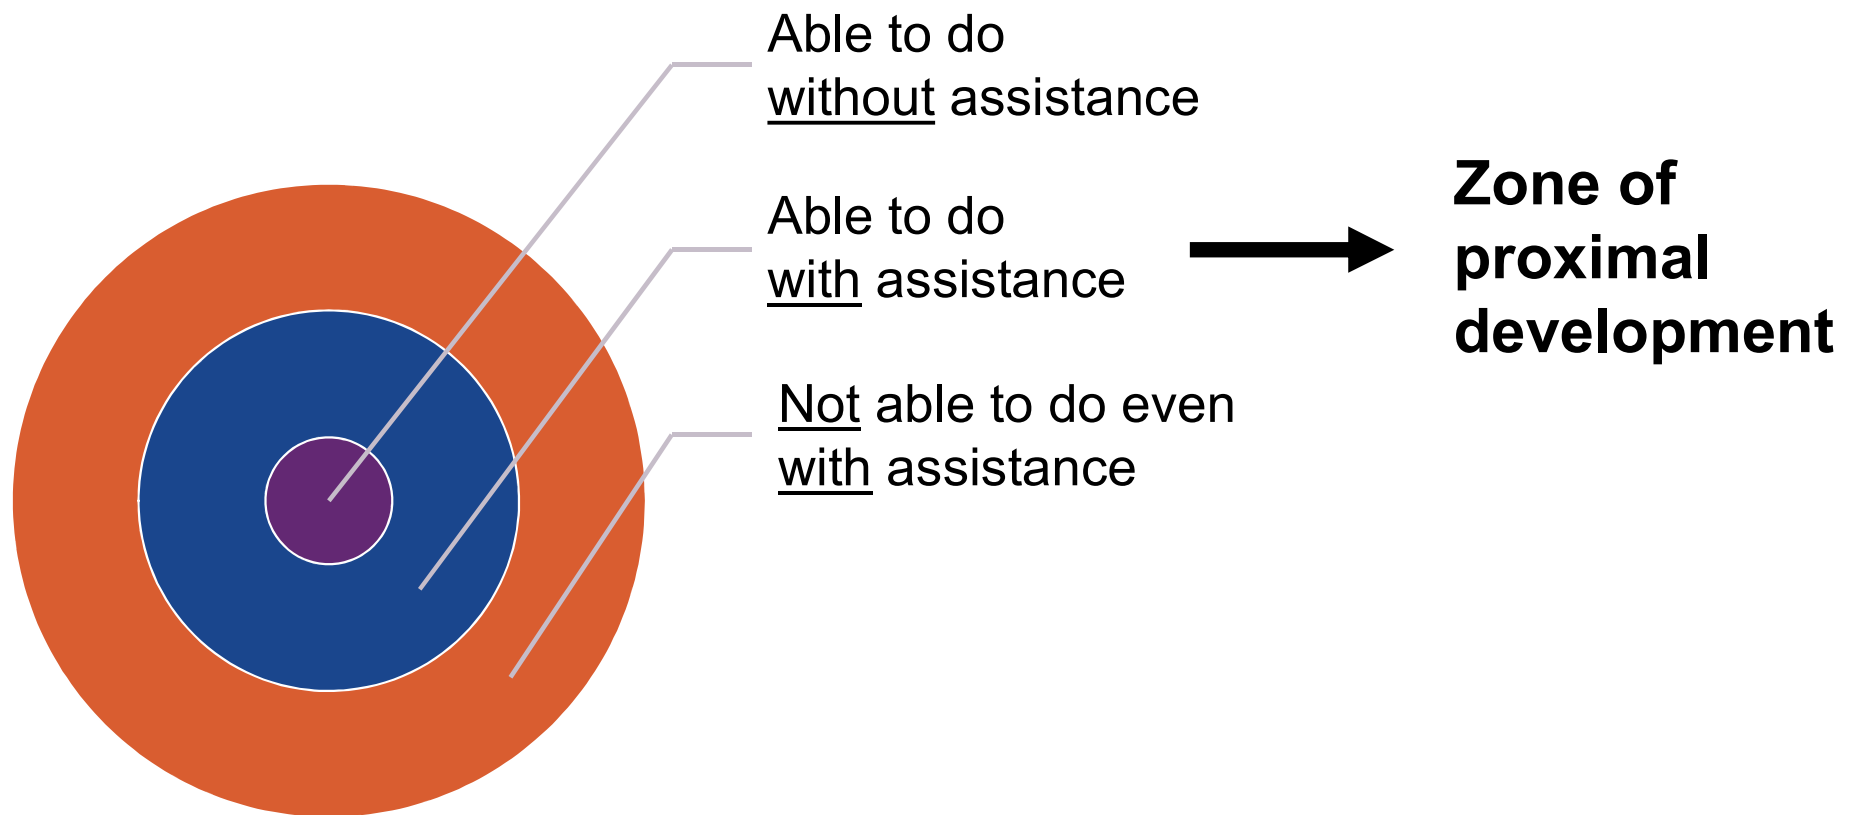 Able to do
without assistance
Able to do
with assistance
Zone of
proximal
development
Not able to do even
with assistance